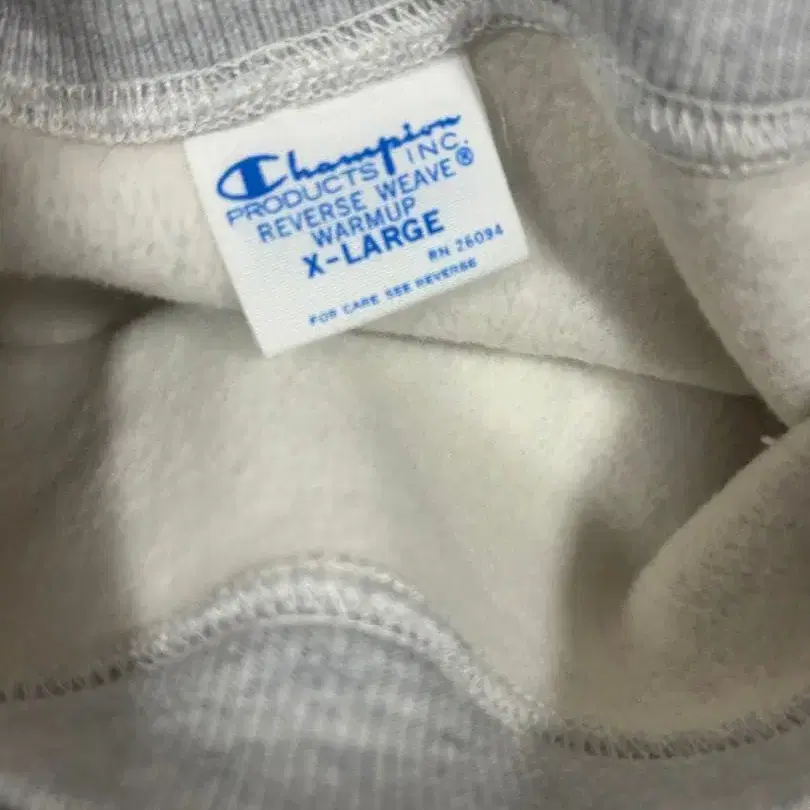 Champion
PRODUCTS INC.
REVERSE WEAVE®
WARMUP
X-LARGE
RN 26094
FOR CARE SEE REVERSE